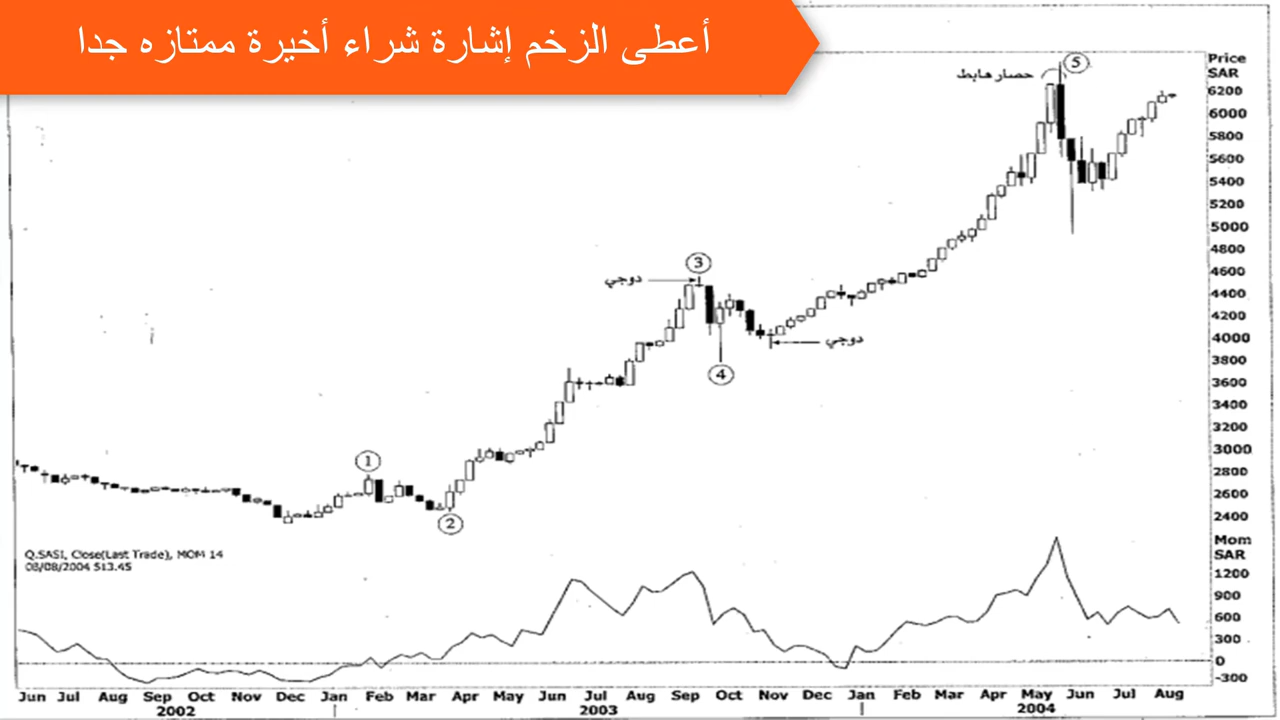 أعطى الزخم إشارة شراء أخيرة ممتازه جدا
Price
SAR
حصار هابط
5
6200
6000
5800
5600
5400
5200
5000
4800
3
4600
دوجي
4400
4200
4000
دوجي
3800
4
3600
3400
3200
3000
1
2800
2600
2
2400
Mom
SAR
Q.SASI, Close(Last Trade), MOM 14
08/08/2004 513.45
1200
900
600
300
0
-300
Jun Jul Aug Sep Oct Nov Dec Jan Feb Mar Apr May Jun Jul Aug Sep Oct Nov Dec Jan Feb Mar Apr May Jun Jul Aug
2002 2003 2004